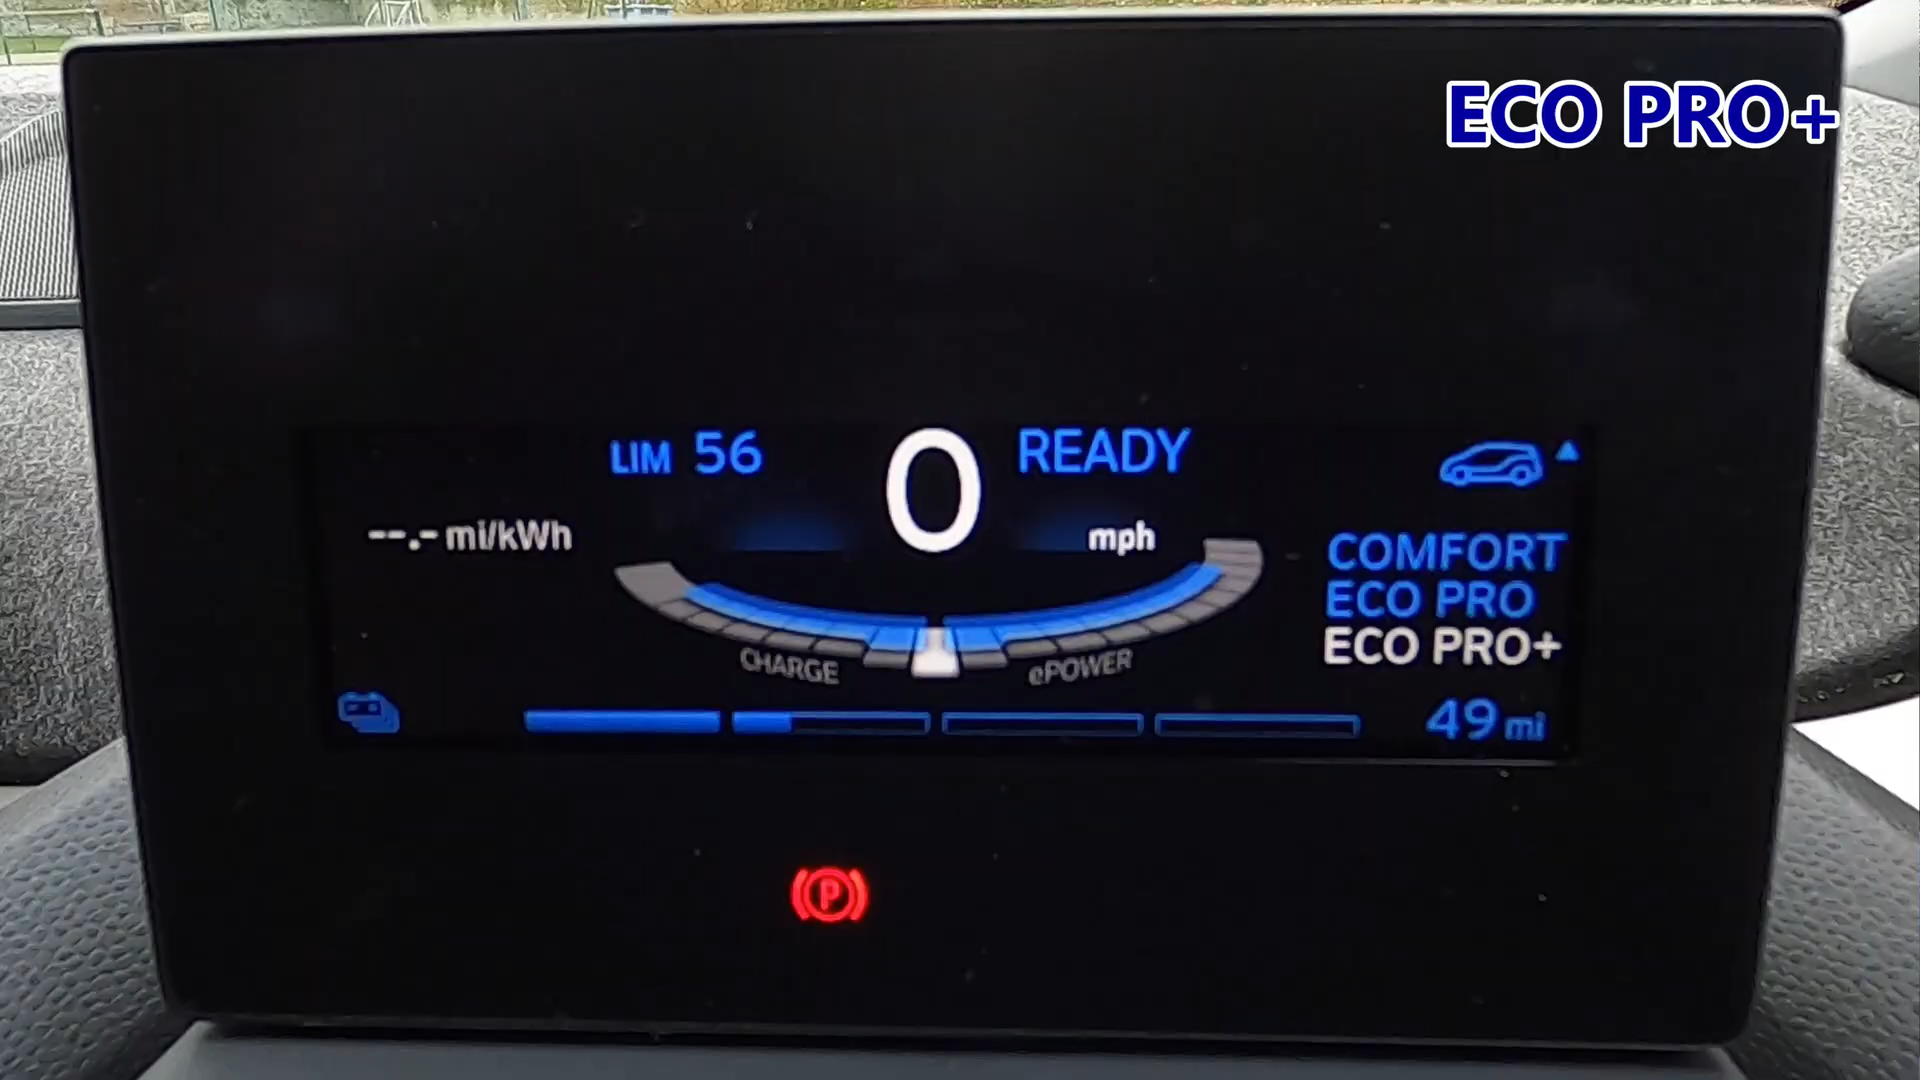 ECO PRO+
LIM 56
0
READY
--.- mi/kWh
mph
COMFORT
ECO PRO
ECO PRO+
CHARGE
ePOWER
49 mi
P